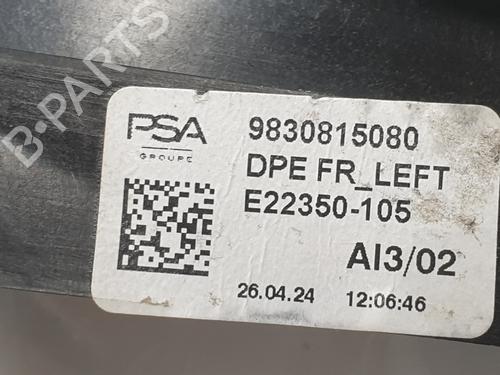 B-PARTS
PSA
GROUPE
9830815080
DPE FR_LEFT
E22350-105
AI3/02
26.04.24 12:06:46